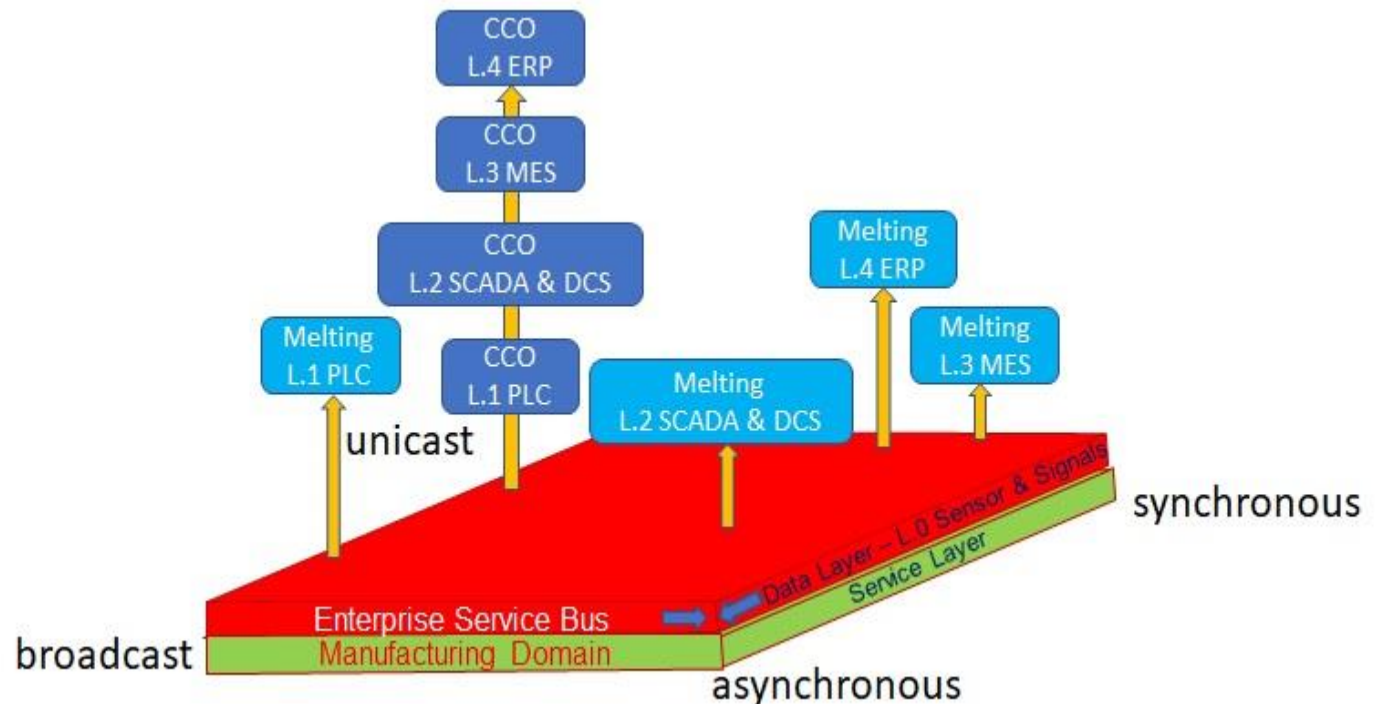 CCO
L.4 ERP
CCO
L.3 MES
CCO
L.2 SCADA & DCS
Melting
L.4 ERP
Melting
L.1 PLC
CCO
L.1 PLC
Melting
L.3 MES
Melting
L.2 SCADA & DCS
unicast
synchronous
Data Layer – L 0 Sensor & Signals
Service Layer
Enterprise Service Bus
Manufacturing Domain
broadcast
asynchronous